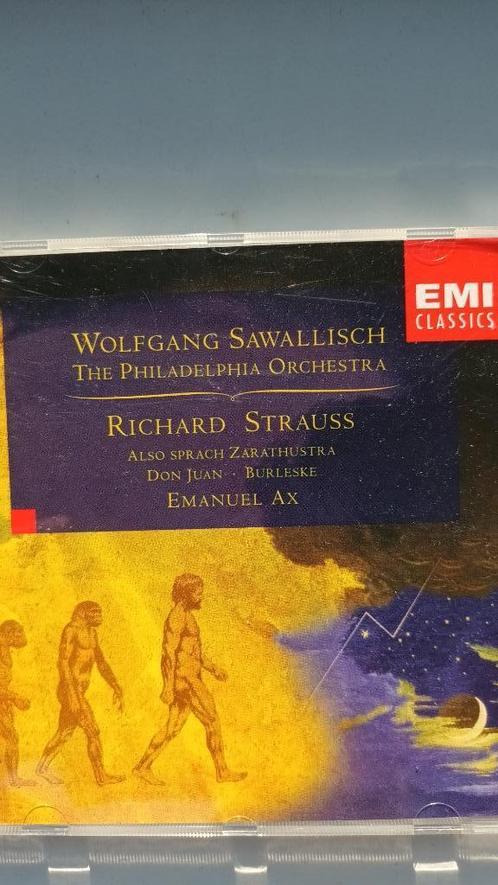 EMI
CLASSICS
WOLFGANG SAWALLISCH
THE PHILADELPHIA ORCHESTRA
RICHARD STRAUSS
ALSO SPRACH ZARATHUSTRA
DON JUAN · BURLESKE
EMANUEL AX